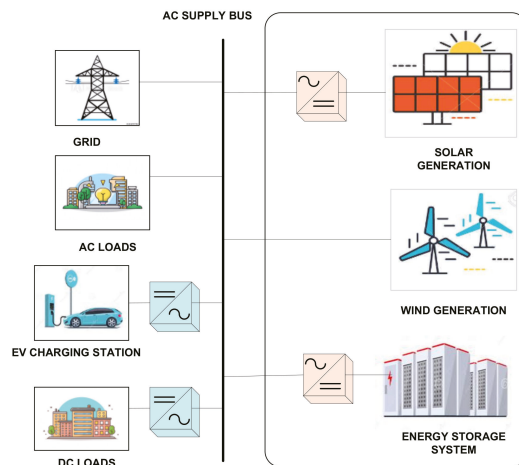 AC SUPPLY BUS
GRID
SOLAR
GENERATION
AC LOADS
WIND GENERATION
EV CHARGING STATION
ENERGY STORAGE
SYSTEM
DC LOADS